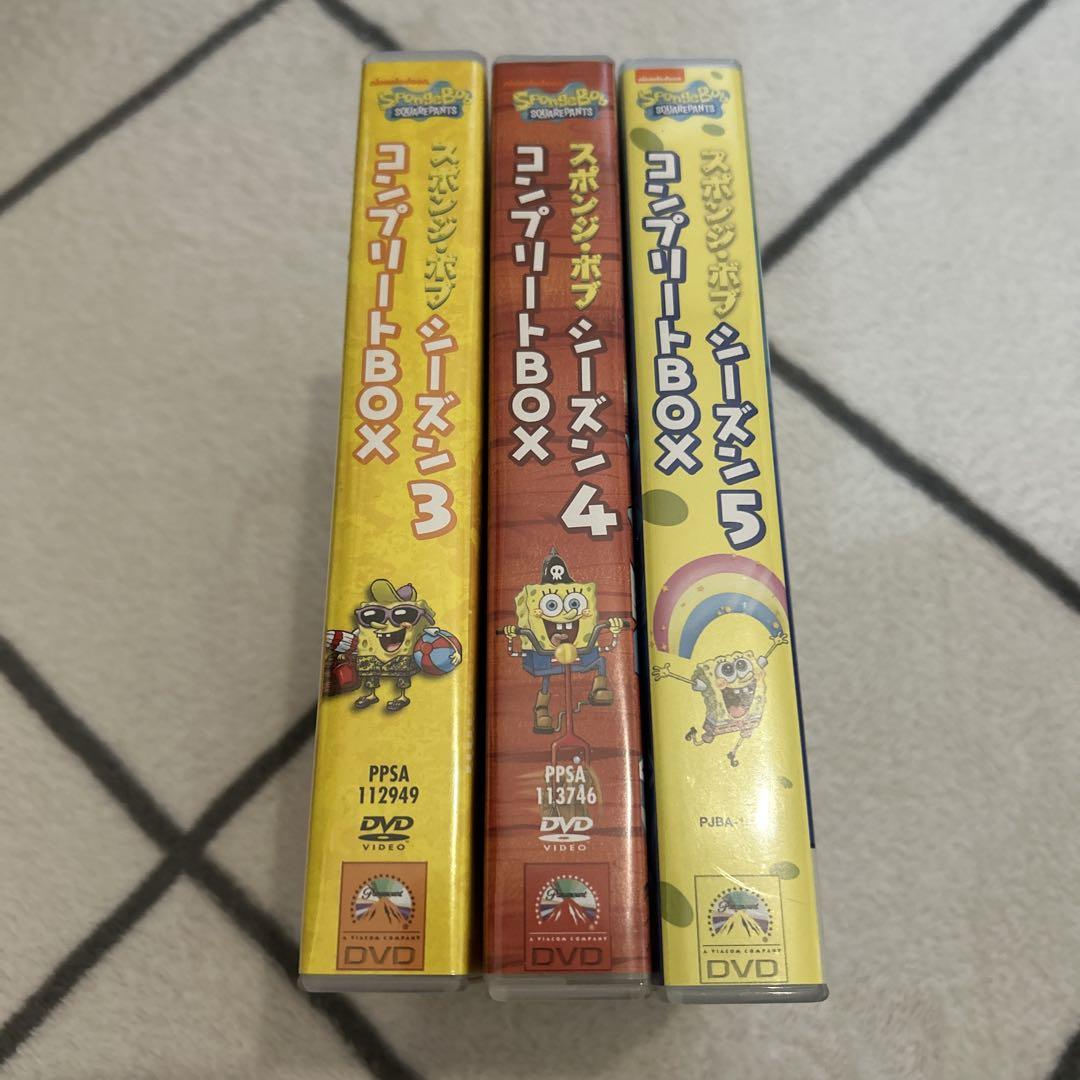 nickelodeon
SpongeBob
SQUAREPANTS
スポンジ・ボブ シーズン3
コンプリートBOX
PPSA
112949
DVD
VIDEO
Paramount
A VIACOM COMPANY
DVD
nickelodeon
SpongeBob
SQUAREPANTS
スポンジ・ボブ シーズン4
コンプリートBOX
PPSA
113746
DVD
VIDEO
Paramount
A VIACOM COMPANY
DVD
nickelodeon
SpongeBob
SQUAREPANTS
スポンジ・ボブ シーズン5
コンプリートBOX
Paramount
A VIACOM COMPANY
DVD